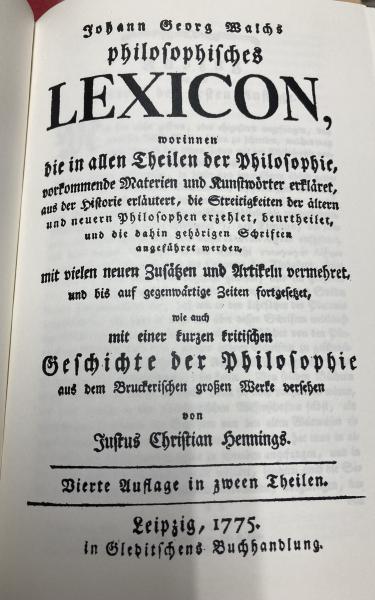 Johann Georg Walchs
philosophisches
LEXICON,
worinnen
die in allen Theilen der Philosophie,
vorkommende Materien und Kunstwörter erkläret,
aus der Historie erläutert, die Streitigkeiten der ältern
und neuern Philosophen erzehlet, beurtheilet,
und die dahin gehörigen Schriften
angeführet werden,
mit vielen neuen Zusätzen und Artikeln vermehret,
und bis auf gegenwärtige Zeiten fortgesetzet,
wie auch
mit einer kurzen kritischen
Geschichte der Philosophie
aus dem Bruckerischen großen Werke versehen
von
Justus Christian Hennings.
Vierte Auflage in zween Theilen.
Leipzig, 1775.
in Gleditschens Buchhandlung.